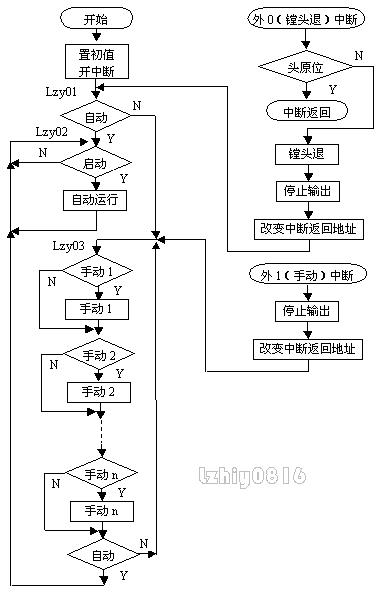 开始
置初值
开中断
Lzy01
自动
N
Y
Lzy02
启动
N
Y
自动运行
Lzy03
手动1
N
Y
手动1
手动2
N
Y
手动2
手动n
N
Y
手动n
自动
N
Y
外0(镗头退)中断
头原位
N
Y
中断返回
镗头退
停止输出
改变中断返回地址
外1(手动)中断
停止输出
改变中断返回地址
lzhiy0816